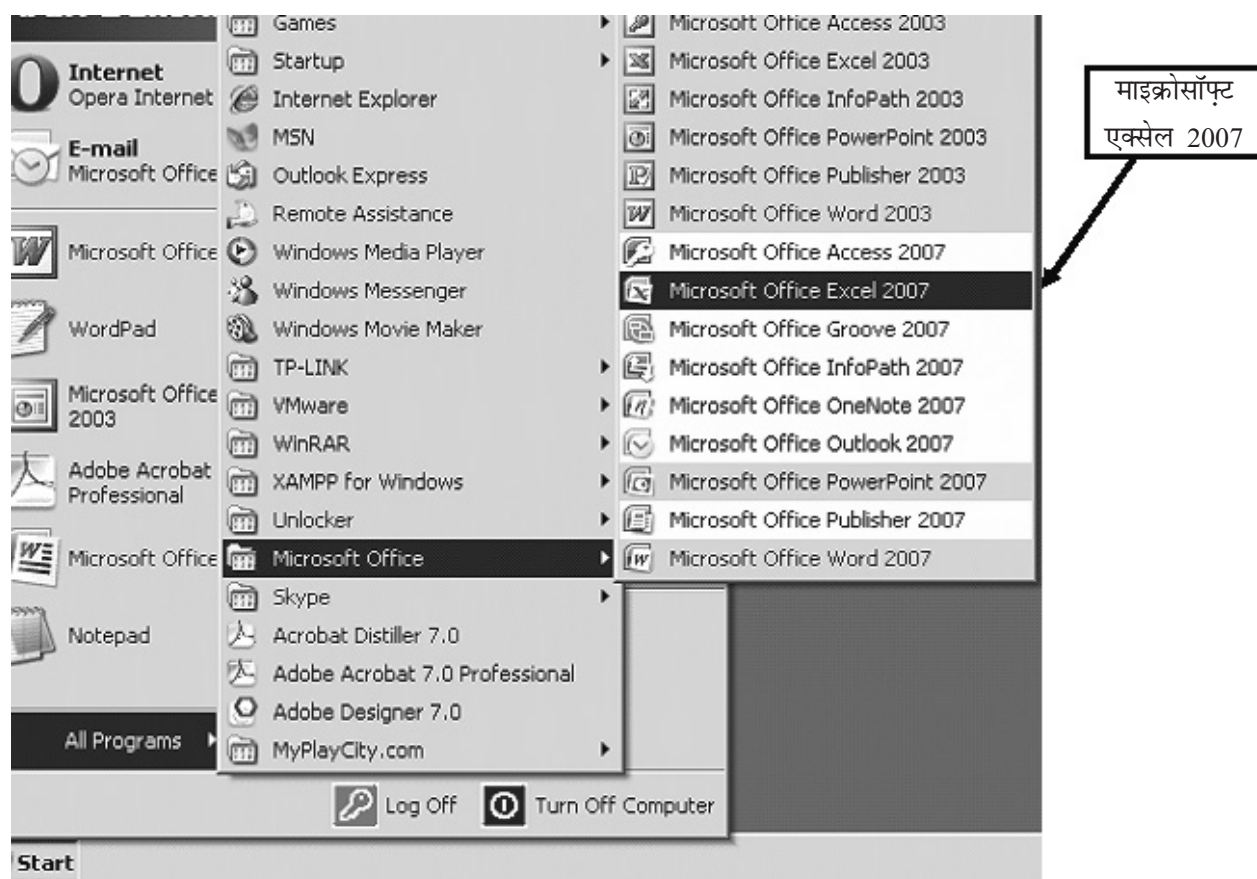 Internet
Opera Internet
E-mail
Microsoft Office
Microsoft Office
WordPad
Microsoft Office
2003
Adobe Acrobat
Professional
Microsoft Office
Notepad
All Programs
Games
Startup
Internet Explorer
MSN
Outlook Express
Remote Assistance
Windows Media Player
Windows Messenger
Windows Movie Maker
TP-LINK
VMware
WinRAR
XAMPP for Windows
Unlocker
Microsoft Office
Skype
Acrobat Distiller 7.0
Adobe Acrobat 7.0 Professional
Adobe Designer 7.0
MyPlayCity.com
Microsoft Office Access 2003
Microsoft Office Excel 2003
Microsoft Office InfoPath 2003
Microsoft Office PowerPoint 2003
Microsoft Office Publisher 2003
Microsoft Office Word 2003
Microsoft Office Access 2007
Microsoft Office Excel 2007
Microsoft Office Groove 2007
Microsoft Office InfoPath 2007
Microsoft Office OneNote 2007
Microsoft Office Outlook 2007
Microsoft Office PowerPoint 2007
Microsoft Office Publisher 2007
Microsoft Office Word 2007
माइक्रोसॉफ़्ट
एक्सेल 2007
Log Off
Turn Off Computer
Start